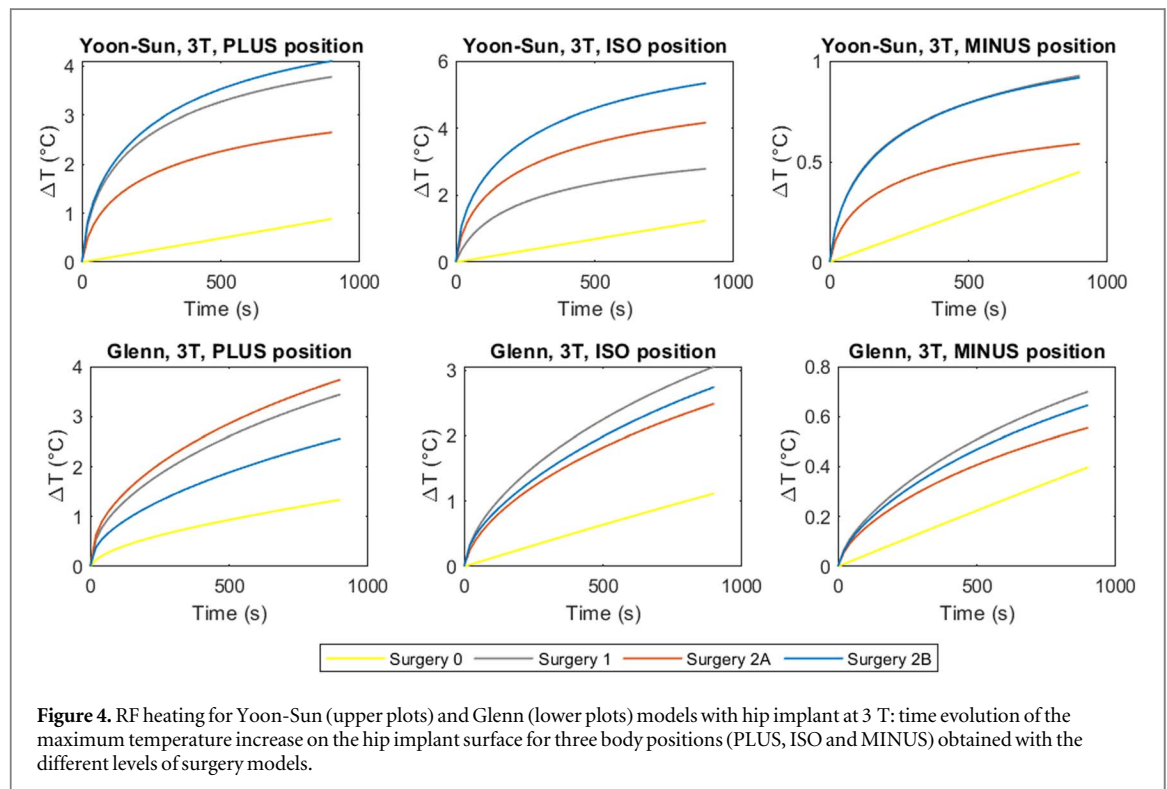 Yoon-Sun, 3T, PLUS position
ΔT (°C)
4
3
2
1
0
0 500 1000
Time (s)
Yoon-Sun, 3T, ISO position
ΔT (°C)
6
4
2
0
0 500 1000
Time (s)
Yoon-Sun, 3T, MINUS position
ΔT (°C)
1
0.5
0
0 500 1000
Time (s)
Glenn, 3T, PLUS position
ΔT (°C)
4
3
2
1
0
0 500 1000
Time (s)
Glenn, 3T, ISO position
ΔT (°C)
3
2
1
0
0 500 1000
Time (s)
Glenn, 3T, MINUS position
ΔT (°C)
0.8
0.6
0.4
0.2
0
0 500 1000
Time (s)
Surgery 0 Surgery 1 Surgery 2A Surgery 2B
Figure 4. RF heating for Yoon-Sun (upper plots) and Glenn (lower plots) models with hip implant at 3 T: time evolution of the
maximum temperature increase on the hip implant surface for three body positions (PLUS, ISO and MINUS) obtained with the
different levels of surgery models.